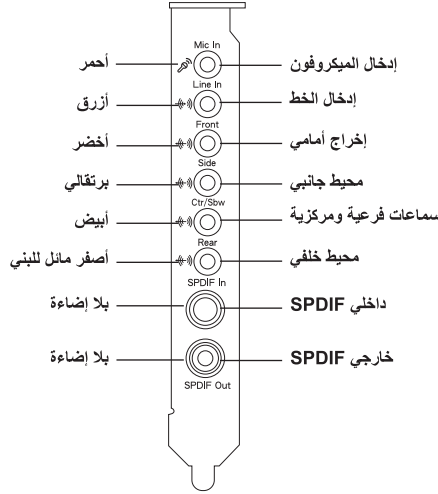 Mic In
أحمر
إدخال الميكروفون
Line In
أزرق
إدخال الخط
Front
أخضر
إخراج أمامي
Side
برتقالي
محيط جانبي
Ctr/Sbw
أبيض
سماعات فرعية ومركزية
Rear
أصفر مائل للبني
محيط خلفي
SPDIF In
بلا إضاءة
داخلي SPDIF
بلا إضاءة
خارجي SPDIF
SPDIF Out